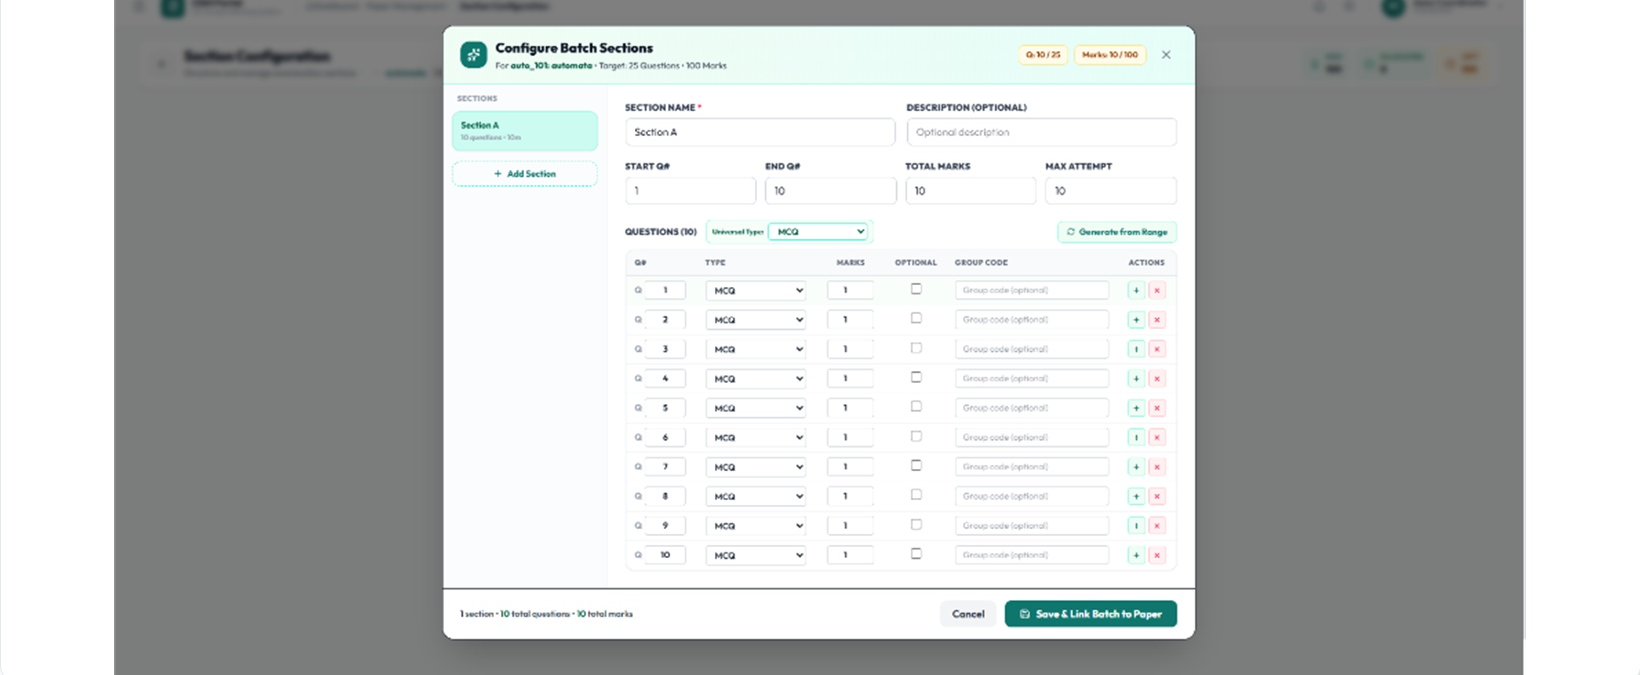 Section Configuration
Configure Batch Sections
For auto_101: automata • Target: 25 Questions • 100 Marks
Q: 10 / 25
Marks: 10 / 100
×
SECTIONS
Section A
10 questions • 10m
+ Add Section
SECTION NAME *
DESCRIPTION (OPTIONAL)
Section A
Optional description
START Q#
END Q#
TOTAL MARKS
MAX ATTEMPT
1
10
10
10
QUESTIONS (10)
Universal Type:
MCQ
Generate from Range
Q# TYPE MARKS OPTIONAL GROUP CODE ACTIONS
Q 1 MCQ 1 Group code (optional) + ×
Q 2 MCQ 1 Group code (optional) + ×
Q 3 MCQ 1 Group code (optional) + ×
Q 4 MCQ 1 Group code (optional) + ×
Q 5 MCQ 1 Group code (optional) + ×
Q 6 MCQ 1 Group code (optional) + ×
Q 7 MCQ 1 Group code (optional) + ×
Q 8 MCQ 1 Group code (optional) + ×
Q 9 MCQ 1 Group code (optional) + ×
Q 10 MCQ 1 Group code (optional) + ×
1 section • 10 total questions • 10 total marks
Cancel
Save & Link Batch to Paper